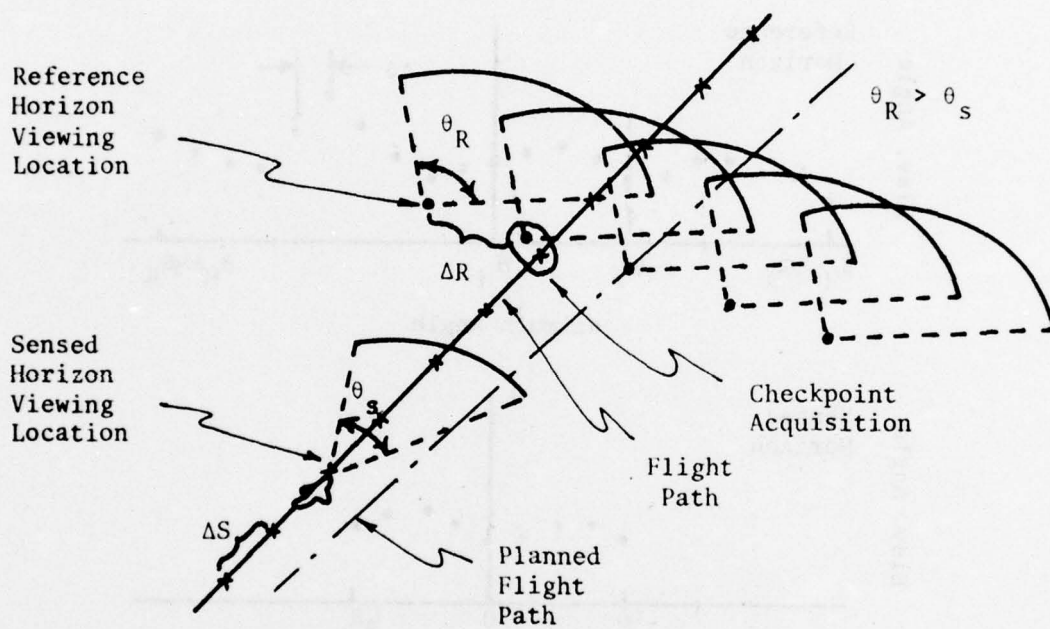 Reference
Horizon
Viewing
Location
θR
θR > θs
ΔR
Sensed
Horizon
Viewing
Location
θs
Checkpoint
Acquisition
Flight
Path
ΔS
Planned
Flight
Path